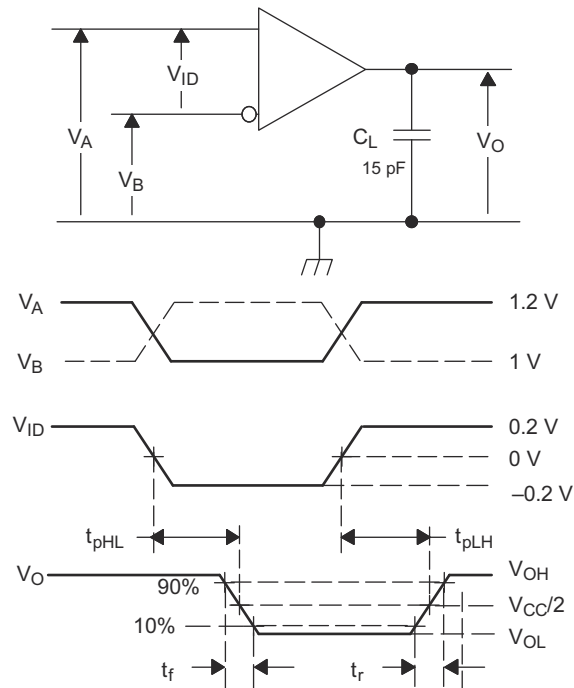 V_ID
V_A
V_B
C_L
15 pF
V_O
V_A
1.2 V
V_B
1 V
V_ID
0.2 V
0 V
–0.2 V
t_pHL
t_pLH
V_O
90%
V_OH
V_CC/2
10%
V_OL
t_f
t_r